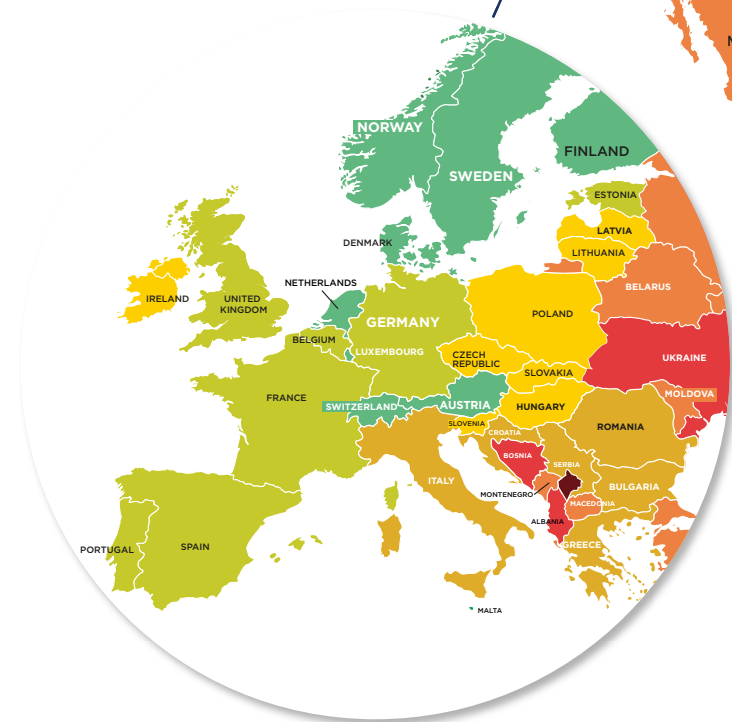 M
NORWAY
FINLAND
SWEDEN
ESTONIA
LATVIA
DENMARK
LITHUANIA
NETHERLANDS
BELARUS
IRELAND
UNITED
KINGDOM
POLAND
GERMANY
BELGIUM
LUXEMBOURG
CZECH
REPUBLIC
UKRAINE
SLOVAKIA
MOLDOVA
FRANCE
SWITZERLAND
AUSTRIA
HUNGARY
SLOVENIA
ROMANIA
CROATIA
BOSNIA
SERBIA
ITALY
BULGARIA
MONTENEGRO
MACEDONIA
ALBANIA
GREECE
PORTUGAL
SPAIN
MALTA